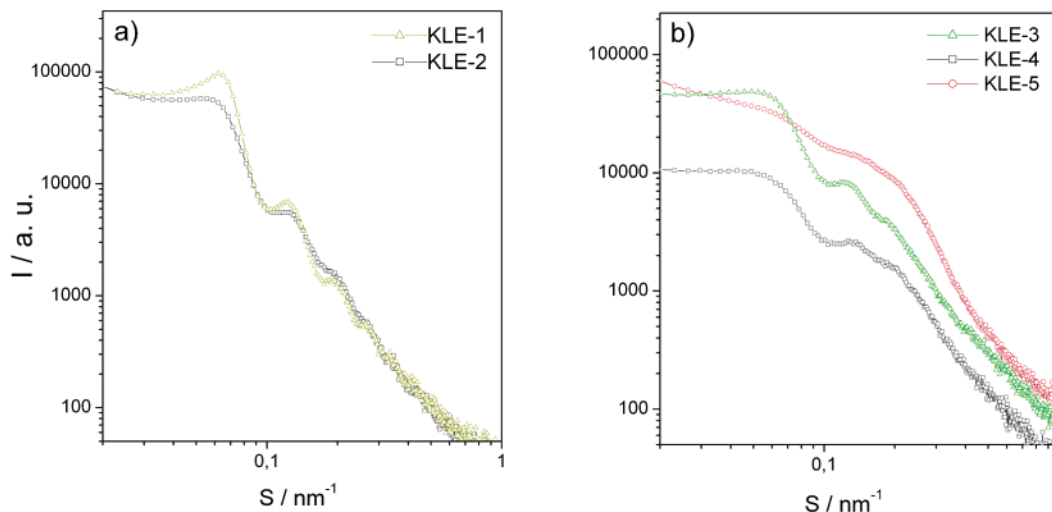 a)
KLE-1
KLE-2
100000
10000
1000
100
0,1
1
I / a. u.
S / nm⁻¹
b)
KLE-3
KLE-4
KLE-5
100000
10000
1000
100
0,1
S / nm⁻¹